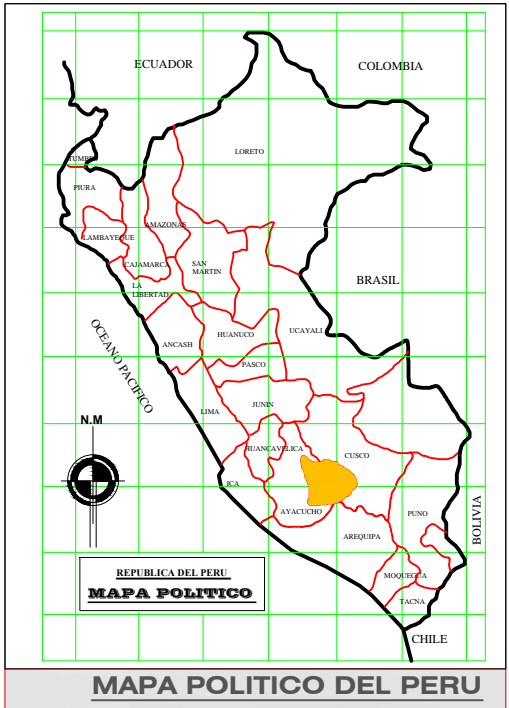 ECUADOR
COLOMBIA
LORETO
TUMBE
PIURA
AMAZONAS
LAMBAYEQUE
CAJAMARCA
SAN
MARTIN
BRASIL
LA
LIBERTAD
OCEANO PACIFICO
HUANUCO
UCAYALI
ANCASH
PASCO
LIMA
JUNIN
N.M
HUANCAVELICA
CUSCO
ICA
AYACUCHO
PUNO
BOLIVIA
AREQUIPA
REPUBLICA DEL PERU
MAPA POLITICO
MOQUEGUA
TACNA
CHILE
MAPA POLITICO DEL PERU